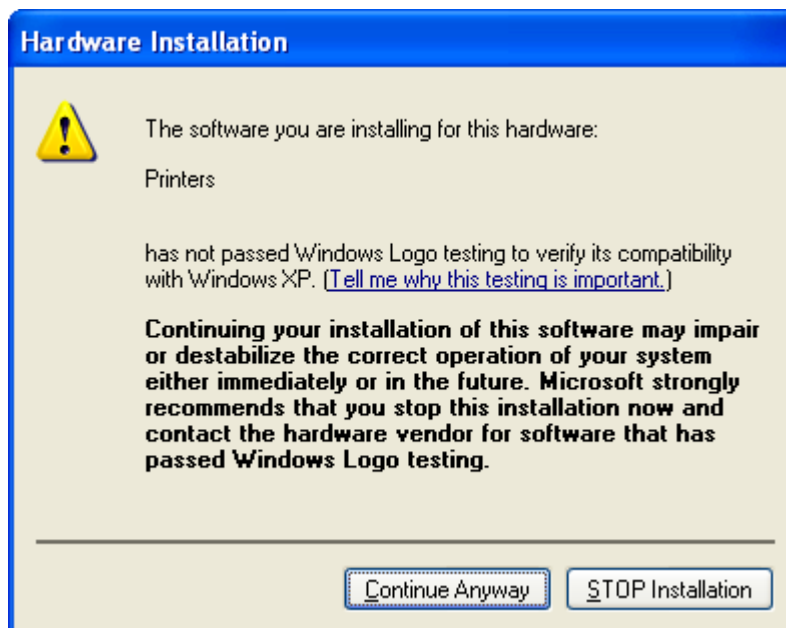 Hardware Installation
The software you are installing for this hardware:
Printers
has not passed Windows Logo testing to verify its compatibility
with Windows XP. (Tell me why this testing is important.)
Continuing your installation of this software may impair
or destabilize the correct operation of your system
either immediately or in the future. Microsoft strongly
recommends that you stop this installation now and
contact the hardware vendor for software that has
passed Windows Logo testing.
Continue Anyway
STOP Installation